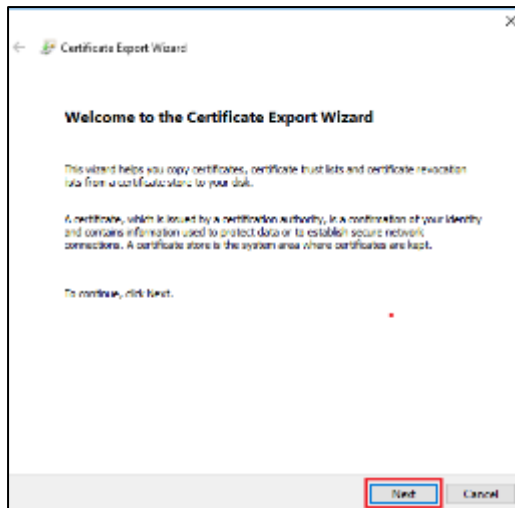 Certificate Export Wizard
Welcome to the Certificate Export Wizard
This wizard helps you copy certificates, certificate trust lists and certificate revocation
lists from a certificate store to your disk.
A certificate, which is issued by a certification authority, is a confirmation of your identity
and contains information used to protect data or to establish secure network
connections. A certificate store is the system area where certificates are kept.
To continue, click Next.
Next
Cancel